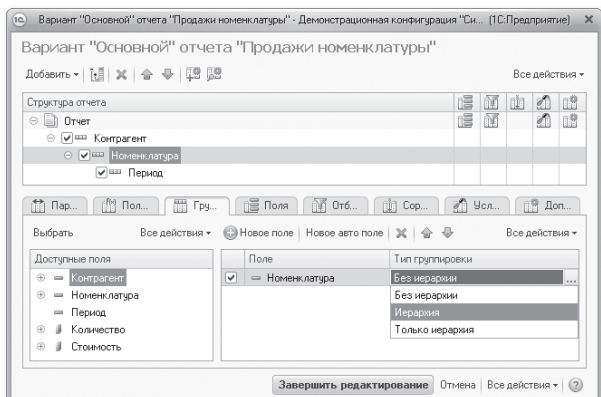 Вариант "Основной" отчета "Продажи номенклатуры" - Демонстрационная конфигурация "Си... (1С:Предприятие)
Вариант "Основной" отчета "Продажи номенклатуры"
Добавить Все действия
Структура отчета
Отчет
Контрагент
Номенклатура
Период
Пар... Пол... Гру... Поля Отб... Сор... Усл... Доп...
Выбрать Все действия Новое поле Новое авто поле Все действия
Доступные поля Поле Тип группировки
Контрагент Номенклатура Без иерархии ...
Номенклатура Без иерархии
Период Иерархия
Количество Только иерархия
Стоимость
Завершить редактирование Отмена Все действия ?